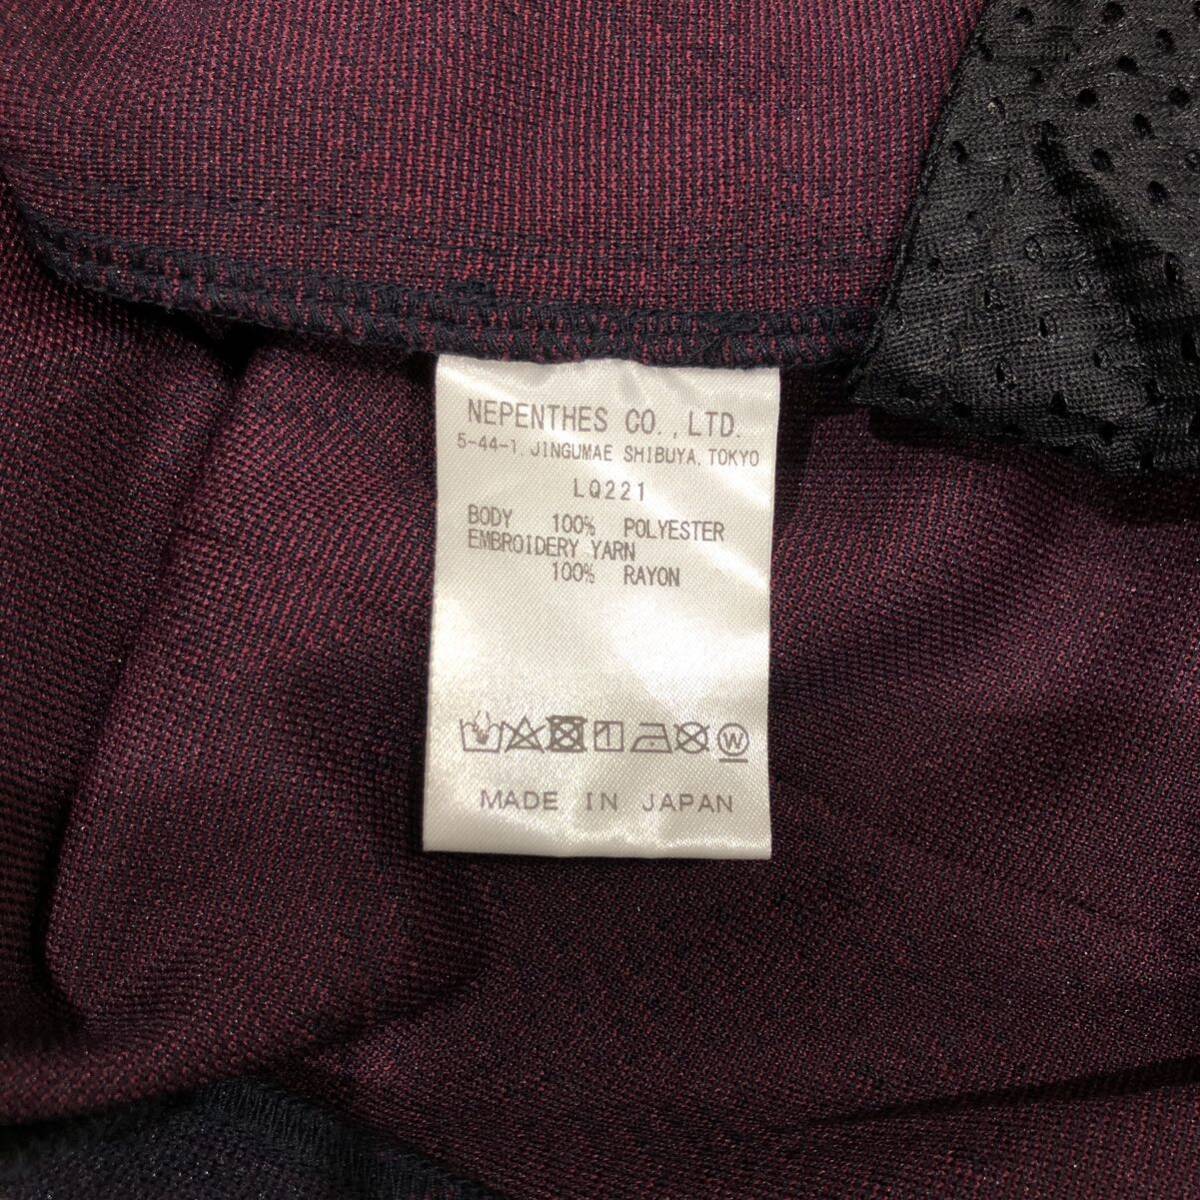 NEPENTHES CO.,LTD.
5-44-1, JINGUMAE SHIBUYA, TOKYO
LQ221
BODY 100% POLYESTER
EMBROIDERY YARN
100% RAYON
W
MADE IN JAPAN